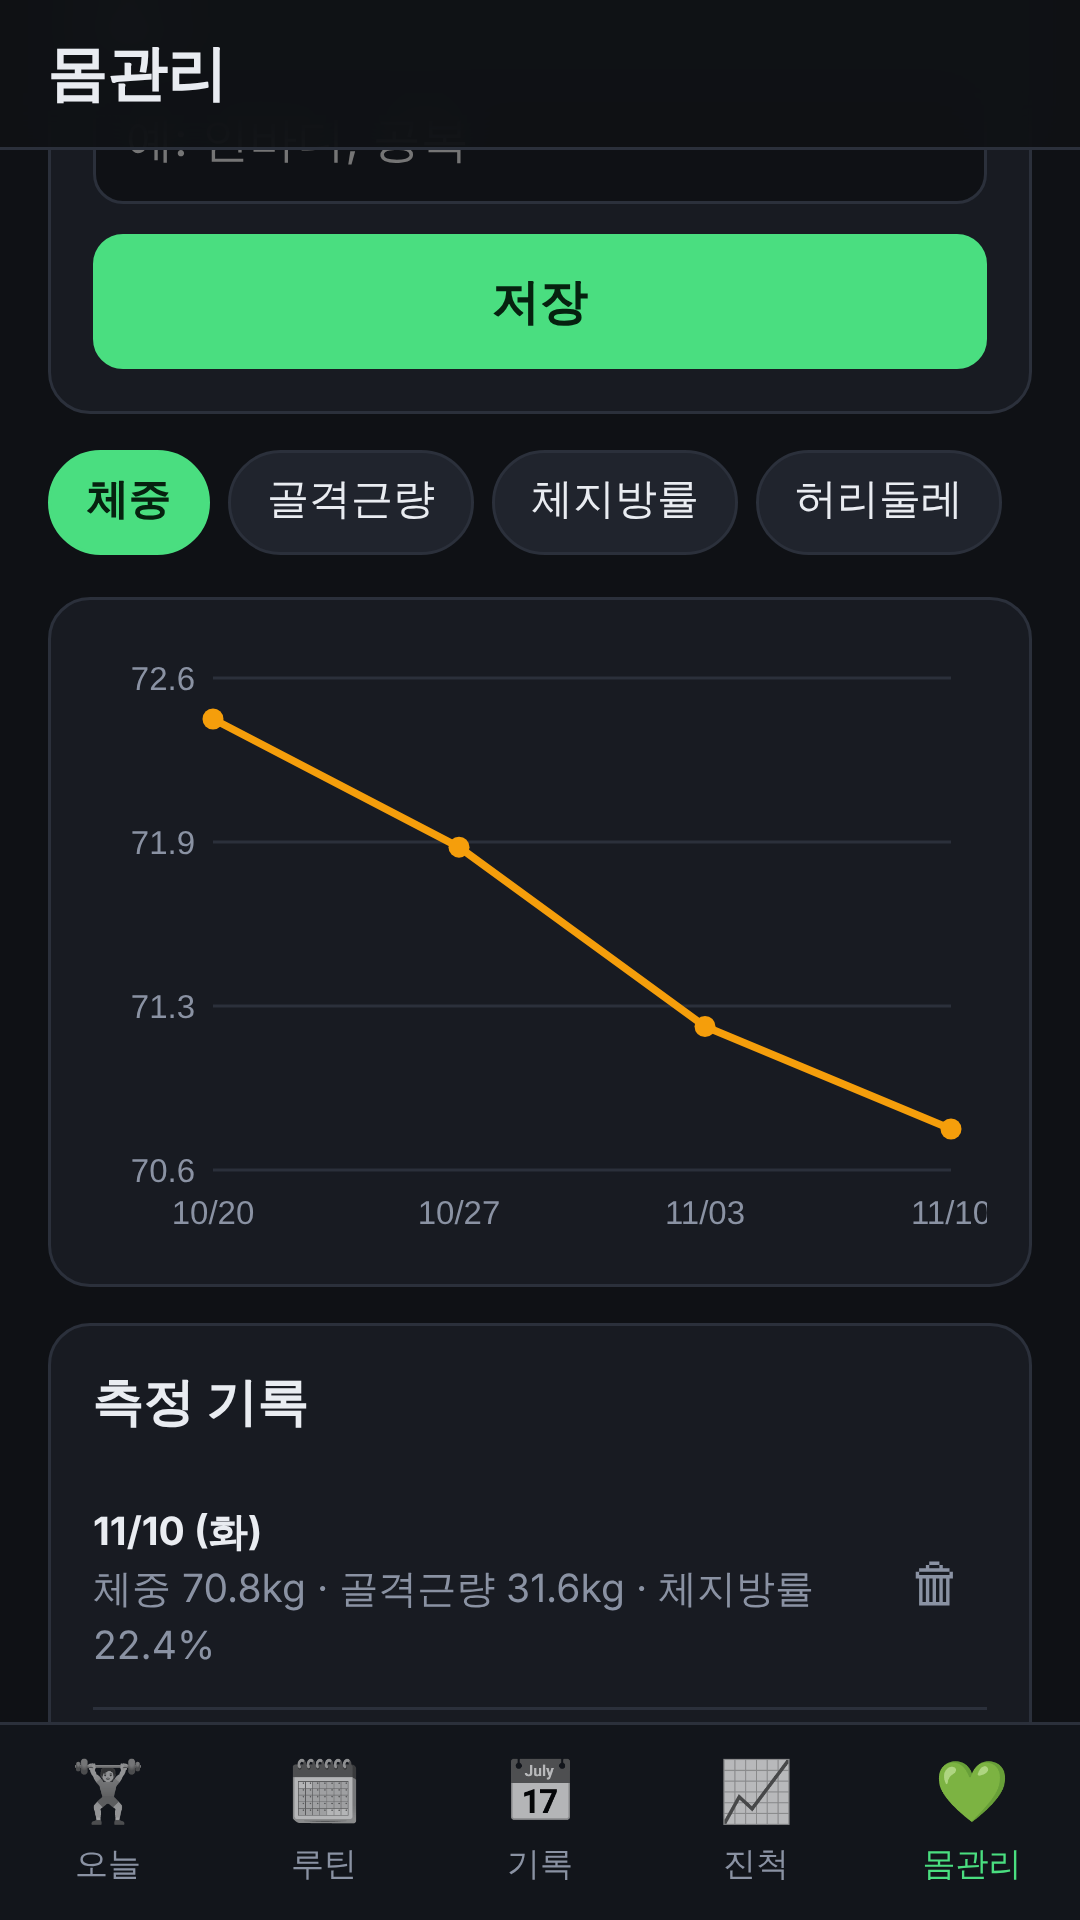 몸관리
저장
체중 골격근량 체지방률 허리둘레
72.6
71.9
71.3
70.6
10/20 10/27 11/03 11/10
측정 기록
11/10 (화)
체중 70.8kg · 골격근량 31.6kg · 체지방률
22.4%
July
17
오늘 루틴 기록 진척 몸관리